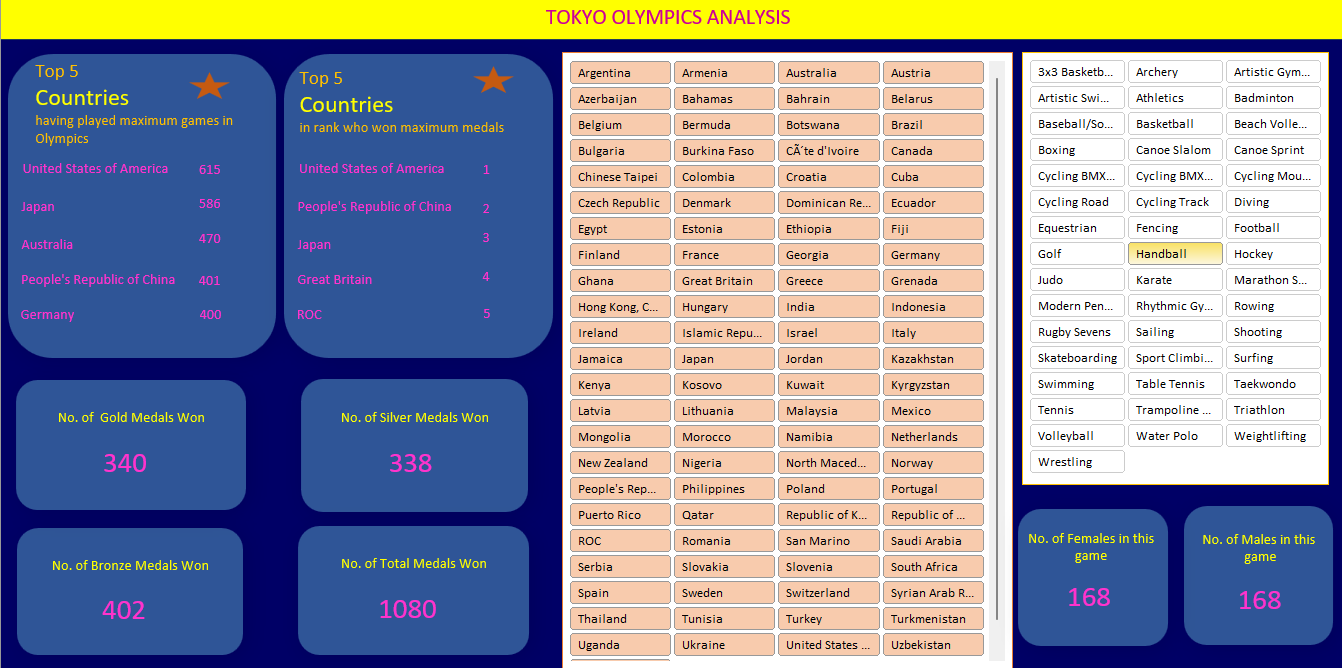 TOKYO OLYMPICS ANALYSIS
Top 5
Countries
having played maximum games in
Olympics
United States of America 615
Japan 586
Australia 470
People's Republic of China 401
Germany 400
Top 5
Countries
in rank who won maximum medals
United States of America 1
People's Republic of China 2
Japan 3
Great Britain 4
ROC 5
No. of  Gold Medals Won
340
No. of Silver Medals Won
338
No. of Bronze Medals Won
402
No. of Total Medals Won
1080
Argentina Armenia Australia Austria
Azerbaijan Bahamas Bahrain Belarus
Belgium Bermuda Botswana Brazil
Bulgaria Burkina Faso CÃ´te d'Ivoire Canada
Chinese Taipei Colombia Croatia Cuba
Czech Republic Denmark Dominican Re... Ecuador
Egypt Estonia Ethiopia Fiji
Finland France Georgia Germany
Ghana Great Britain Greece Grenada
Hong Kong, C... Hungary India Indonesia
Ireland Islamic Repu... Israel Italy
Jamaica Japan Jordan Kazakhstan
Kenya Kosovo Kuwait Kyrgyzstan
Latvia Lithuania Malaysia Mexico
Mongolia Morocco Namibia Netherlands
New Zealand Nigeria North Maced... Norway
People's Rep... Philippines Poland Portugal
Puerto Rico Qatar Republic of K... Republic of ...
ROC Romania San Marino Saudi Arabia
Serbia Slovakia Slovenia South Africa
Spain Sweden Switzerland Syrian Arab R...
Thailand Tunisia Turkey Turkmenistan
Uganda Ukraine United States ... Uzbekistan
3x3 Basketb... Archery Artistic Gym...
Artistic Swi... Athletics Badminton
Baseball/So... Basketball Beach Volle...
Boxing Canoe Slalom Canoe Sprint
Cycling BMX... Cycling BMX... Cycling Mou...
Cycling Road Cycling Track Diving
Equestrian Fencing Football
Golf Handball Hockey
Judo Karate Marathon S...
Modern Pen... Rhythmic Gy... Rowing
Rugby Sevens Sailing Shooting
Skateboarding Sport Climbi... Surfing
Swimming Table Tennis Taekwondo
Tennis Trampoline ... Triathlon
Volleyball Water Polo Weightlifting
Wrestling
No. of Females in this
game
168
No. of Males in this
game
168